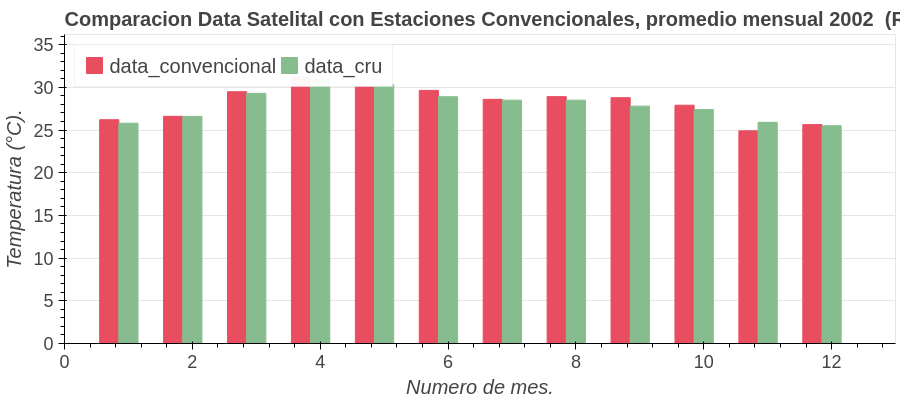 Comparacion Data Satelital con Estaciones Convencionales, promedio mensual 2002 (R
data_convencional data_cru
35
30
25
20
15
10
5
0
Temperatura (°C).
0 2 4 6 8 10 12
Numero de mes.